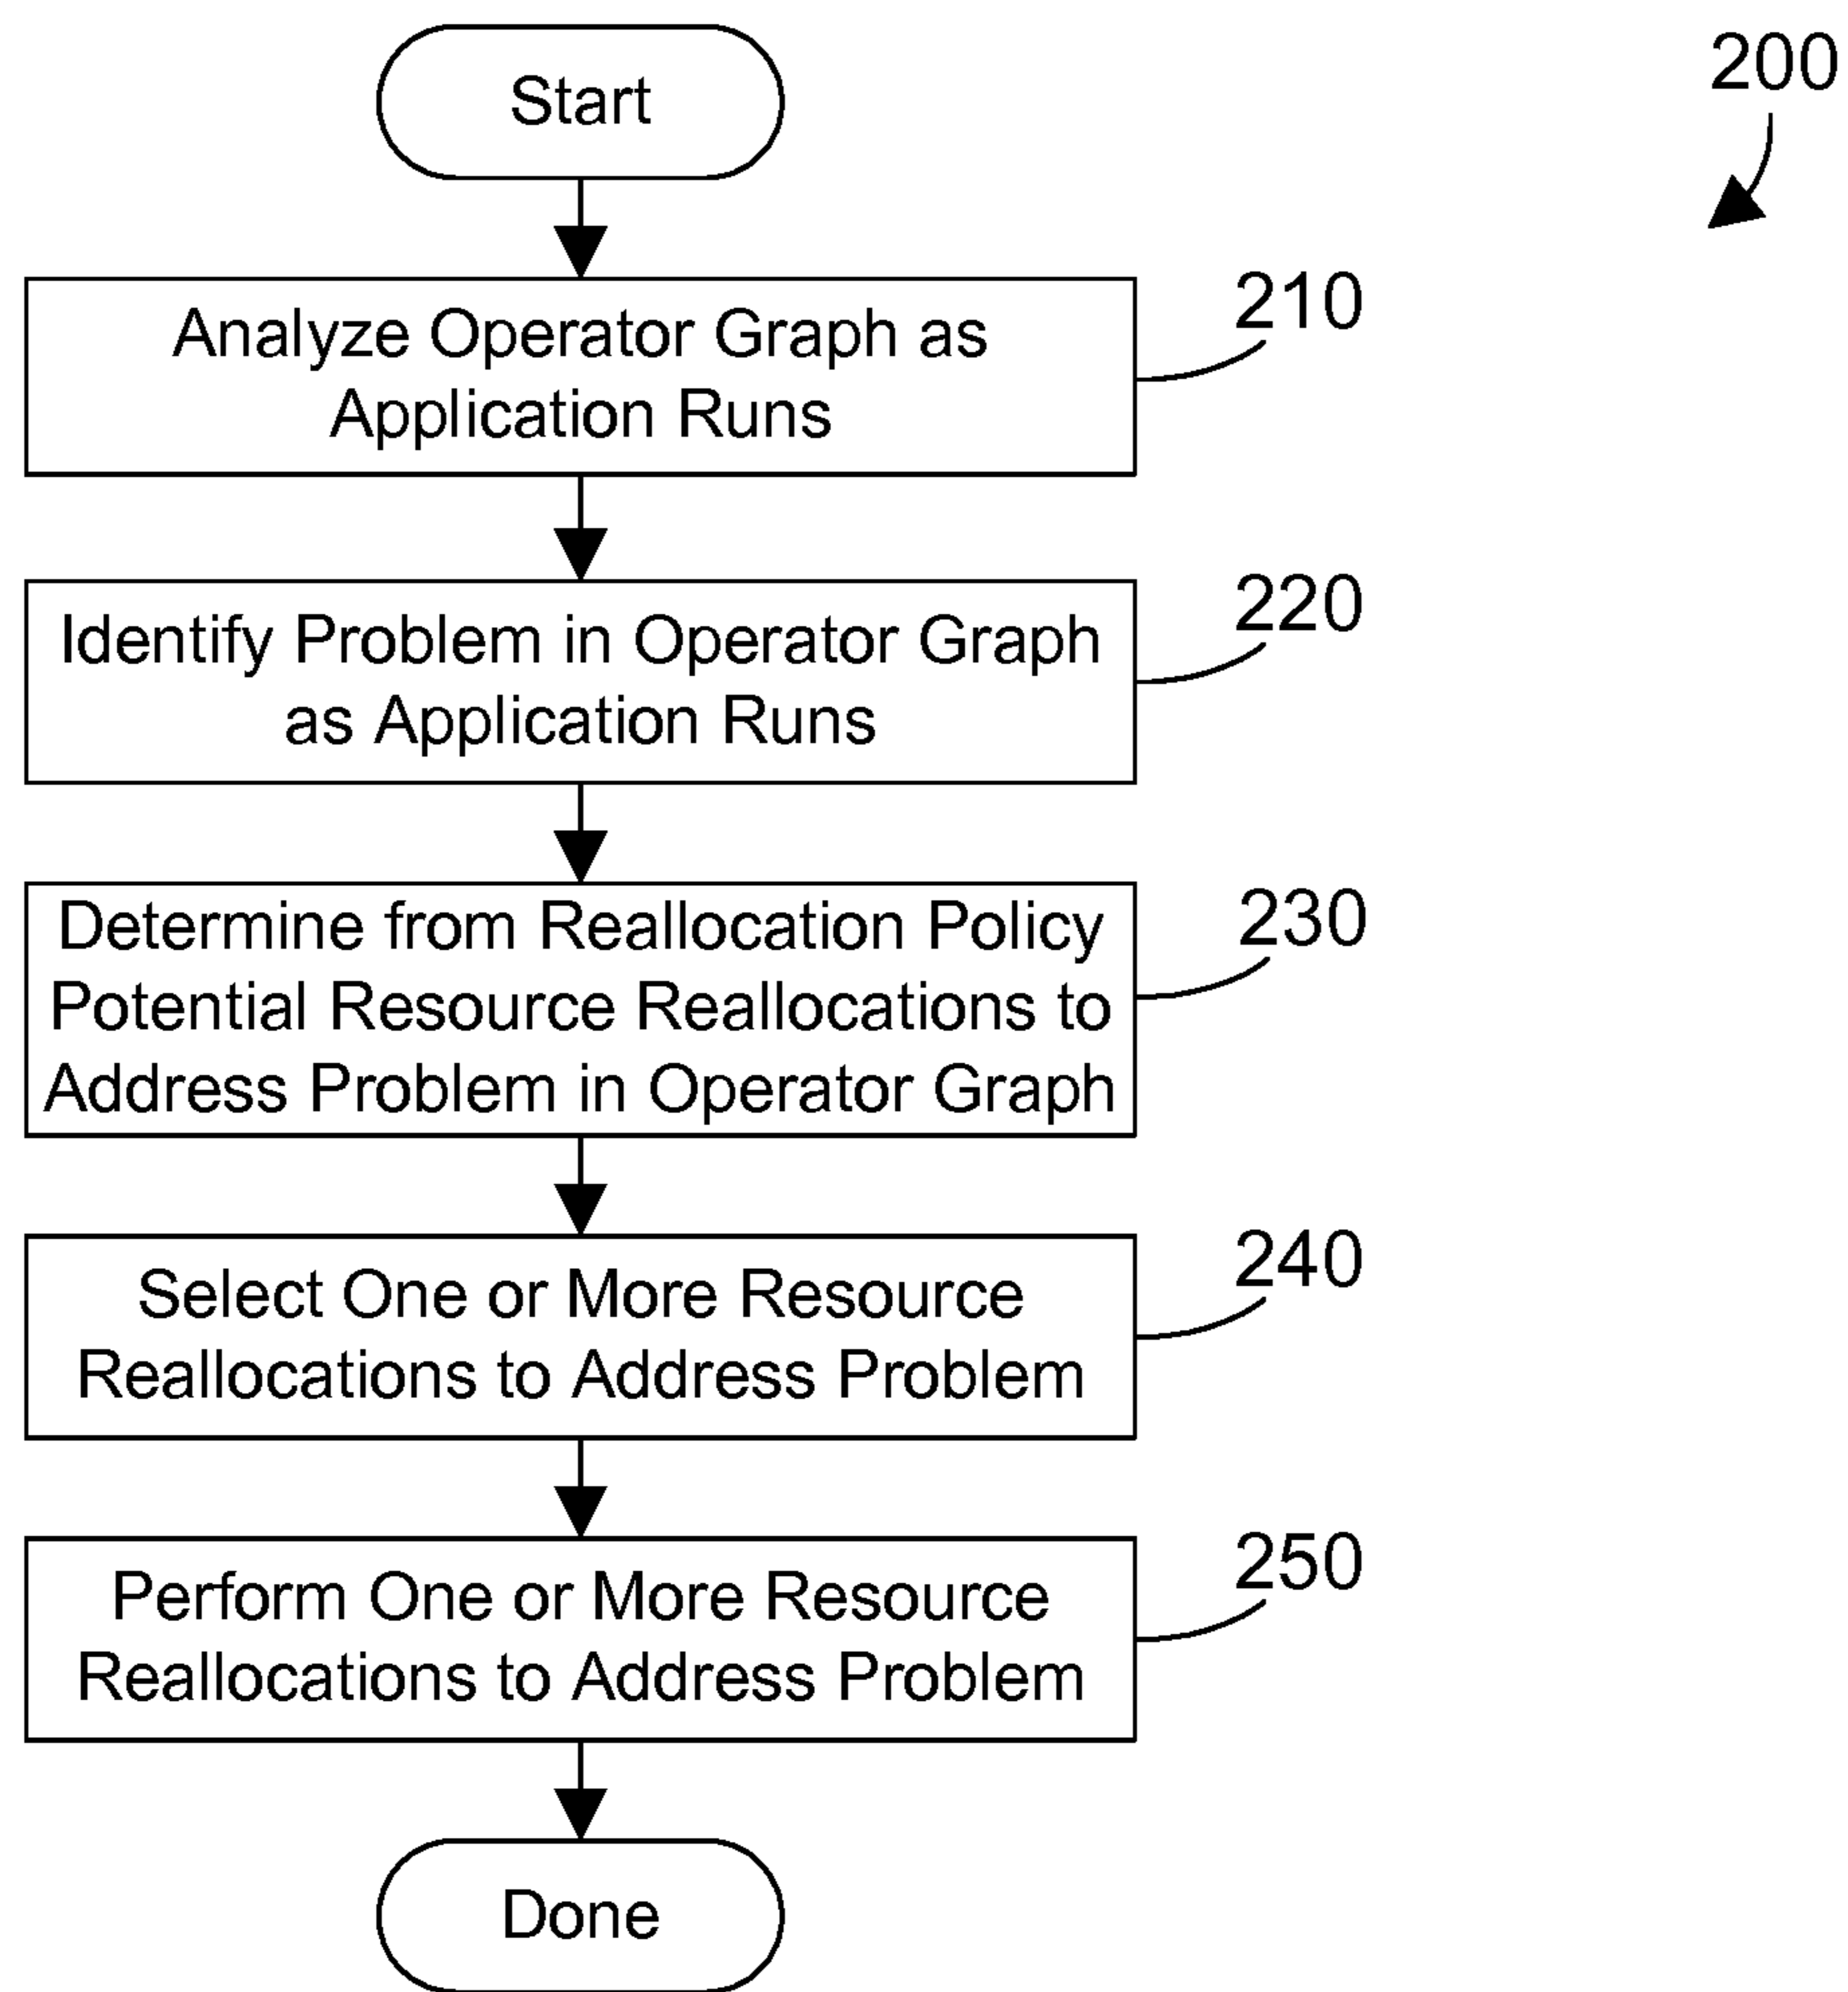 Start
200
Analyze Operator Graph as
Application Runs
210
Identify Problem in Operator Graph
as Application Runs
220
Determine from Reallocation Policy
Potential Resource Reallocations to
Address Problem in Operator Graph
230
Select One or More Resource
Reallocations to Address Problem
240
Perform One or More Resource
Reallocations to Address Problem
250
Done